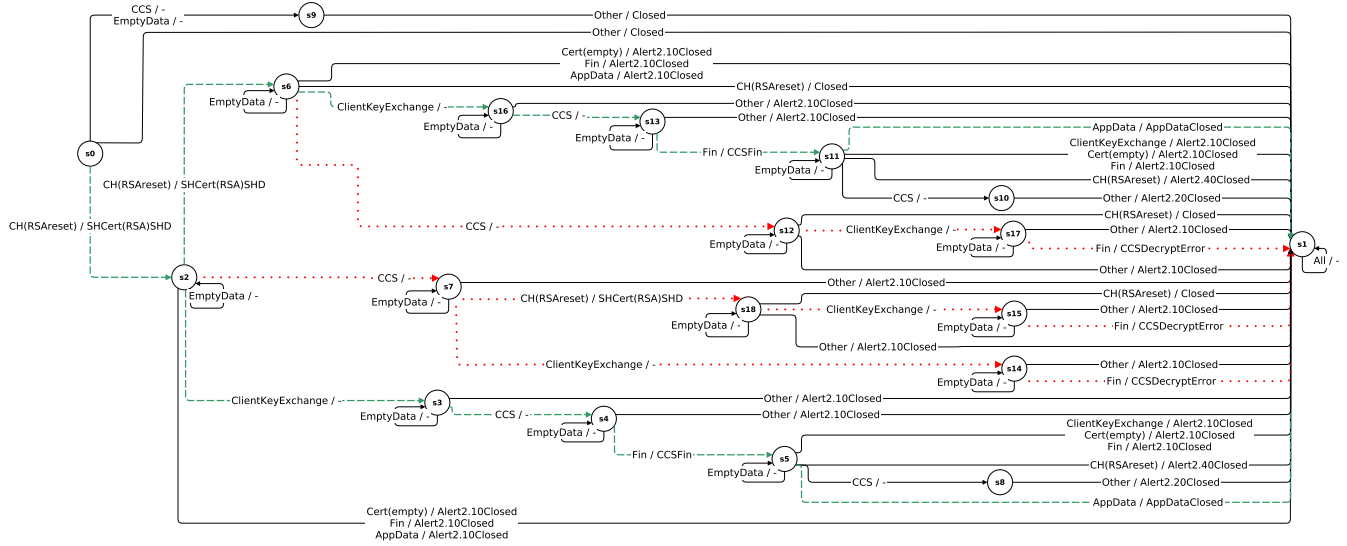 CCS / -
EmptyData / -
s9
Other / Closed
Other / Closed
Cert(empty) / Alert2.10Closed
Fin / Alert2.10Closed
AppData / Alert2.10Closed
s6
CH(RSAreset) / Closed
EmptyData / -
ClientKeyExchange / -
s16
Other / Alert2.10Closed
EmptyData / -
CCS / -
s13
Other / Alert2.10Closed
EmptyData / -
AppData / AppDataClosed
s0
Fin / CCSFin
s11
ClientKeyExchange / Alert2.10Closed
Cert(empty) / Alert2.10Closed
Fin / Alert2.10Closed
EmptyData / -
CH(RSAreset) / Alert2.40Closed
CH(RSAreset) / SHCert(RSA)SHD
CCS / -
s10
Other / Alert2.20Closed
CH(RSAreset) / SHCert(RSA)SHD
CCS / -
s12
CH(RSAreset) / Closed
EmptyData / -
ClientKeyExchange / -
s17
Other / Alert2.10Closed
EmptyData / -
Fin / CCSDecryptError
s1
All / -
Other / Alert2.10Closed
s2
EmptyData / -
CCS / -
s7
Other / Alert2.10Closed
EmptyData / -
CH(RSAreset) / SHCert(RSA)SHD
s18
CH(RSAreset) / Closed
EmptyData / -
ClientKeyExchange / -
s15
Other / Alert2.10Closed
EmptyData / -
Fin / CCSDecryptError
Other / Alert2.10Closed
ClientKeyExchange / -
s14
Other / Alert2.10Closed
EmptyData / -
Fin / CCSDecryptError
ClientKeyExchange / -
s3
Other / Alert2.10Closed
EmptyData / -
CCS / -
s4
Other / Alert2.10Closed
EmptyData / -
ClientKeyExchange / Alert2.10Closed
Cert(empty) / Alert2.10Closed
Fin / Alert2.10Closed
Fin / CCSFin
s5
CH(RSAreset) / Alert2.40Closed
EmptyData / -
CCS / -
s8
Other / Alert2.20Closed
AppData / AppDataClosed
Cert(empty) / Alert2.10Closed
Fin / Alert2.10Closed
AppData / Alert2.10Closed